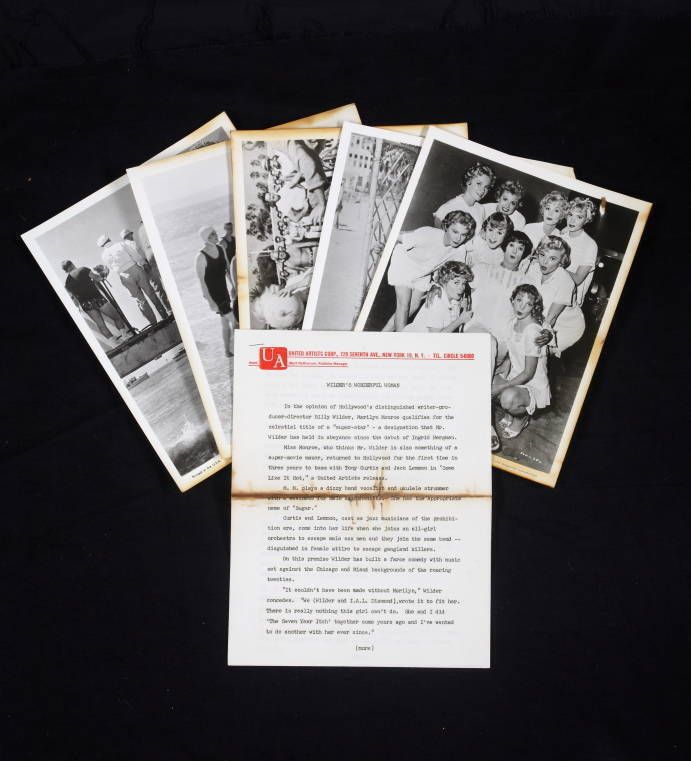 UA UNITED ARTISTS CORP., 729 SEVENTH AVE., NEW YORK 19, N. Y. - TEL. CIRCLE 54000
WILDER'S WONDERFUL WOMAN
In the opinion of Hollywood's distinguished writer-pro-
ducer-director Billy Wilder, Marilyn Monroe qualifies for the
celestial title of a "super-star" - a designation that Mr.
Wilder has held in abeyance since the debut of Ingrid Bergman.
Miss Monroe, who thinks Mr. Wilder is also something of a
super-movie maker, returned to Hollywood for the first time in
three years to team with Tony Curtis and Jack Lemmon in "Some
Like It Hot," a United Artists release.
M. M. plays a dizzy band vocalist and ukulele strummer
with a weakness for male saxophonists. She has the appropriate
name of "Sugar."
Curtis and Lemmon, cast as jazz musicians of the prohibi-
tion era, come into her life when she joins an all-girl
orchestra to escape male sax men and they join the same band --
disguised in female attire to escape gangland killers.
On this premise Wilder has built a farce comedy with music
set against the Chicago and Miami backgrounds of the roaring
twenties.
"It couldn't have been made without Marilyn," Wilder
concedes. "We (Wilder and I.A.L. Diamond) wrote it to fit her.
There is really nothing this girl can't do. She and I did
'The Seven Year Itch' together some years ago and I've wanted
to do another with her ever since."
(more)